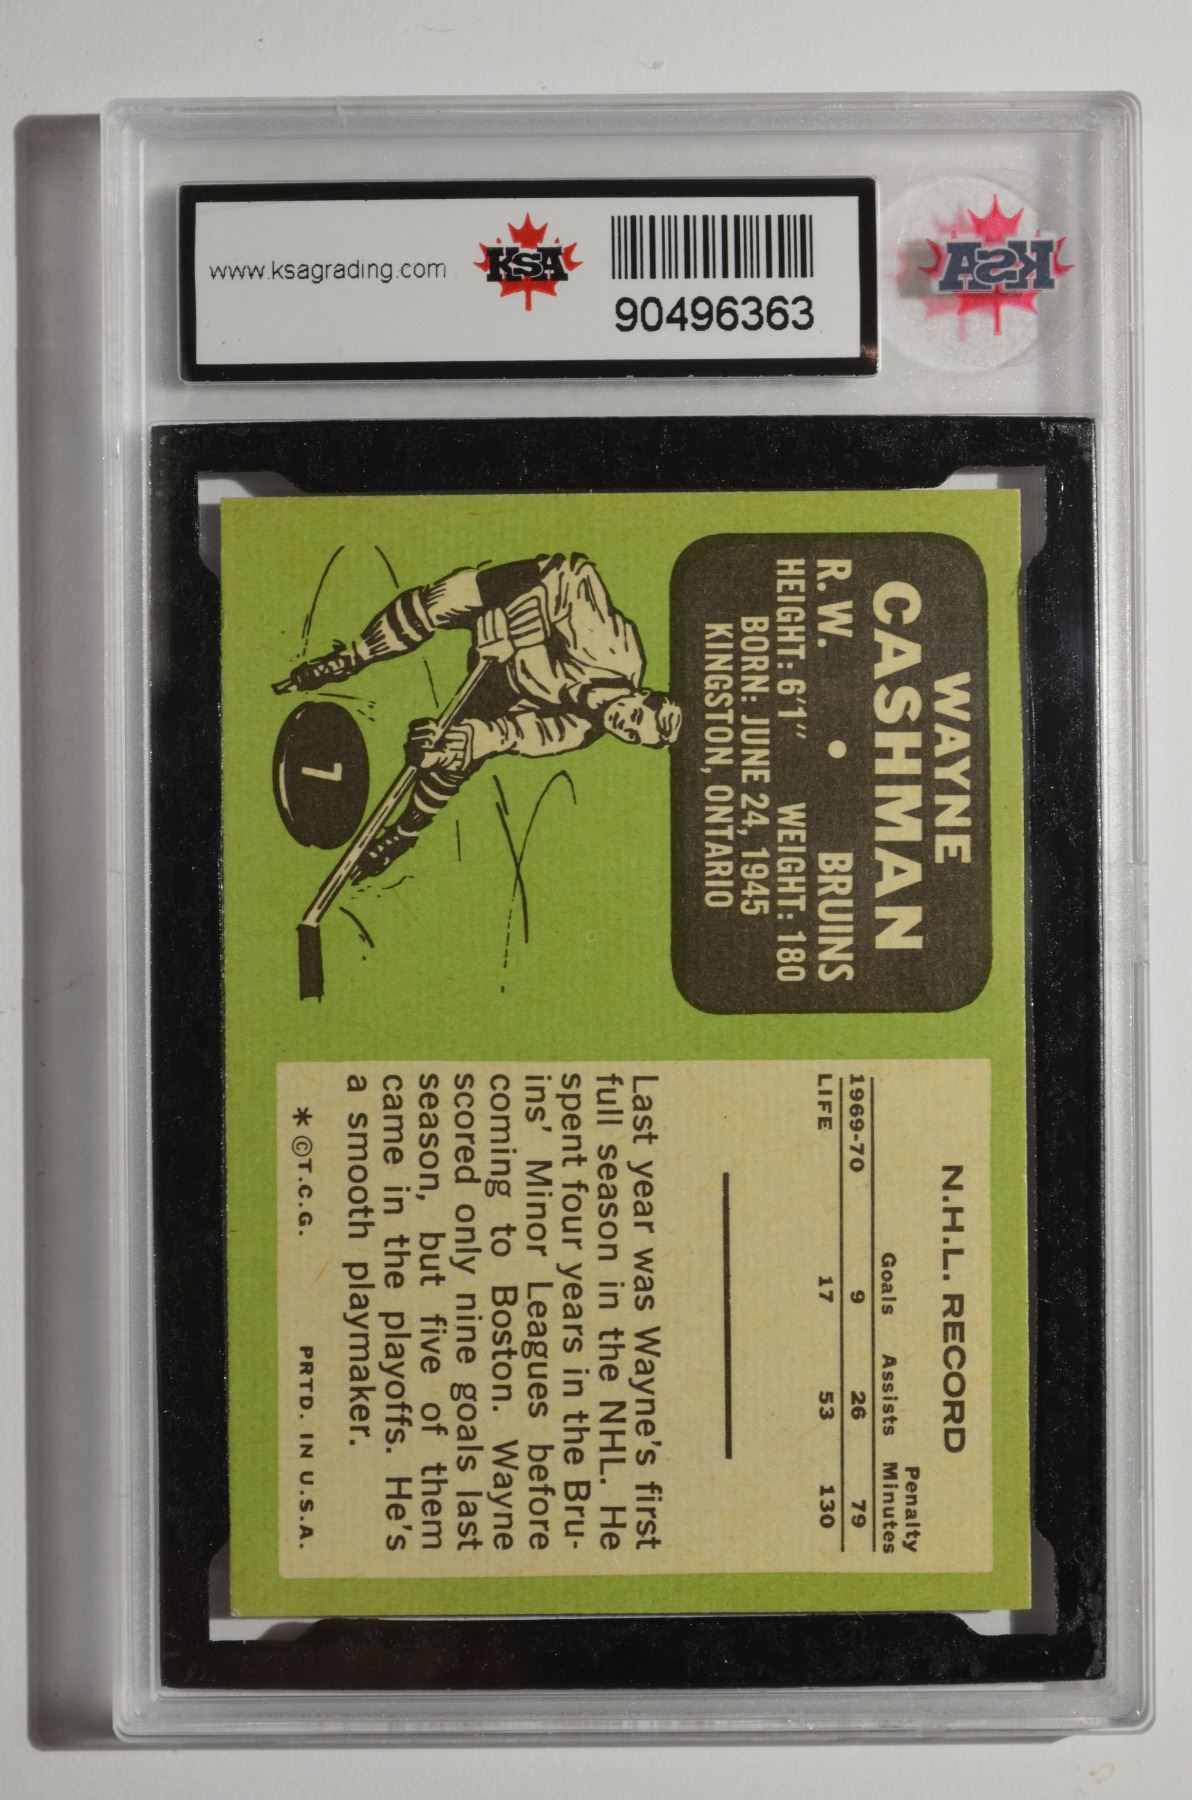 www.ksagrading.com
KSA
90496363
KSA
WAYNE
CASHMAN
R.W. • BRUINS
HEIGHT: 6'1" WEIGHT: 180
BORN: JUNE 24, 1945
KINGSTON, ONTARIO
7
N.H.L. RECORD
Goals Assists Penalty Minutes
1969-70 9 26 79
LIFE 17 53 130
Last year was Wayne's first
full season in the NHL. He
spent four years in the Bru-
ins' Minor Leagues before
coming to Boston. Wayne
scored only nine goals last
season, but five of them
came in the playoffs. He's
a smooth playmaker.
* ©T.C.G. PRTD. IN U.S.A.